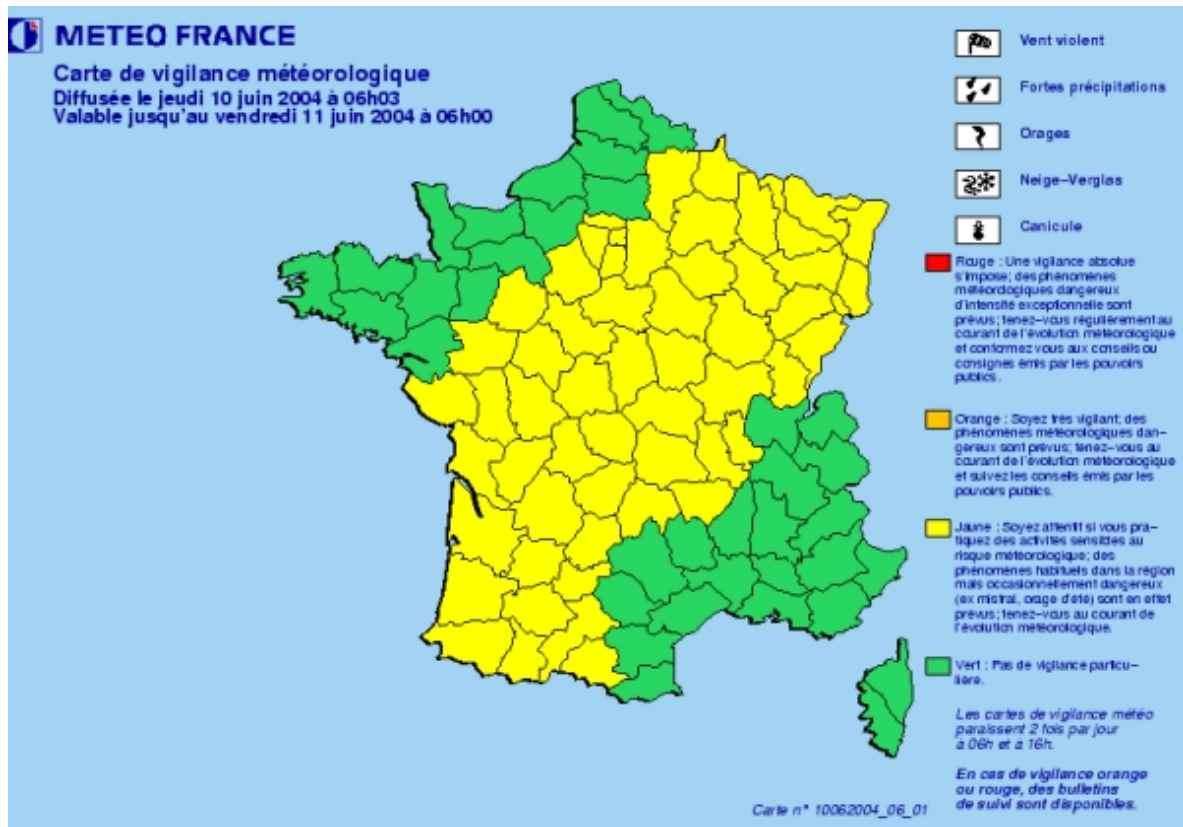 METEO FRANCE
Carte de vigilance météorologique
Diffusée le jeudi 10 juin 2004 à 06h03
Valable jusqu'au vendredi 11 juin 2004 à 06h00
Vent violent
Fortes précipitations
Orages
Neige-Verglas
Canicule
Rouge : Une vigilance absolue
s'impose; des phénomènes
météorologiques dangereux
d'intensité exceptionnelle sont
prévus; tenez-vous régulièrement au
courant de l'évolution météorologique
et conformez vous aux conseils ou
consignes émis par les pouvoirs
publics.
Orange : Soyez très vigilant; des
phénomènes météorologiques dan-
gereux sont prévus; tenez-vous au
courant de l'évolution météorologique
et suivez les conseils émis par les
pouvoirs publics.
Jaune : Soyez attentif si vous pra-
tiquez des activités sensibles au
risque météorologique; des
phénomènes habituels dans la région
mais occasionnellement dangereux
(ex mistral, orage d'été) sont en effet
prévus; tenez-vous au courant de
l'évolution météorologique.
Vert : Pas de vigilance particu-
lière.
Les cartes de vigilance météo
paraissent 2 fois par jour
à 06h et à 16h.
En cas de vigilance orange
ou rouge, des bulletins
de suivi sont disponibles.
Carte n° 10062004_06_01